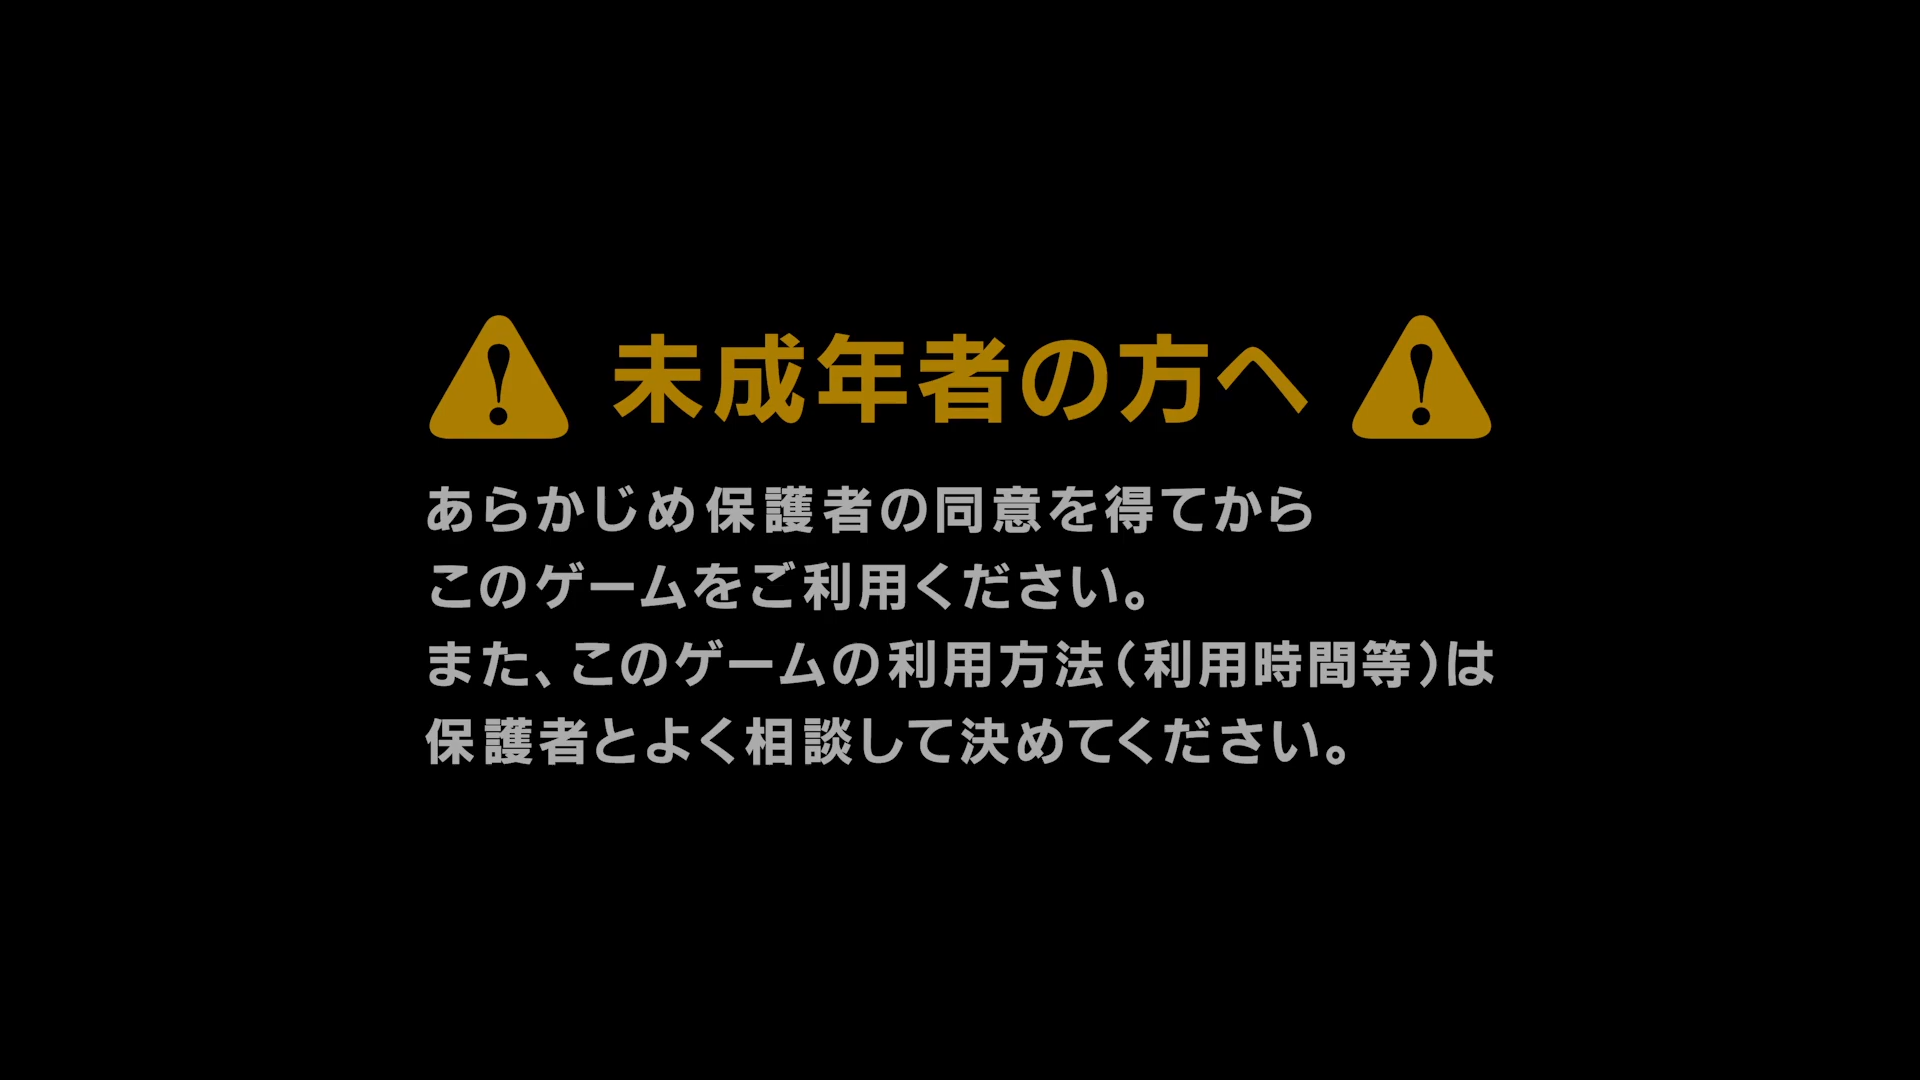 未成年者の方へ
あらかじめ保護者の同意を得てから
このゲームをご利用ください。
また、このゲームの利用方法（利用時間等）は
保護者とよく相談して決めてください。